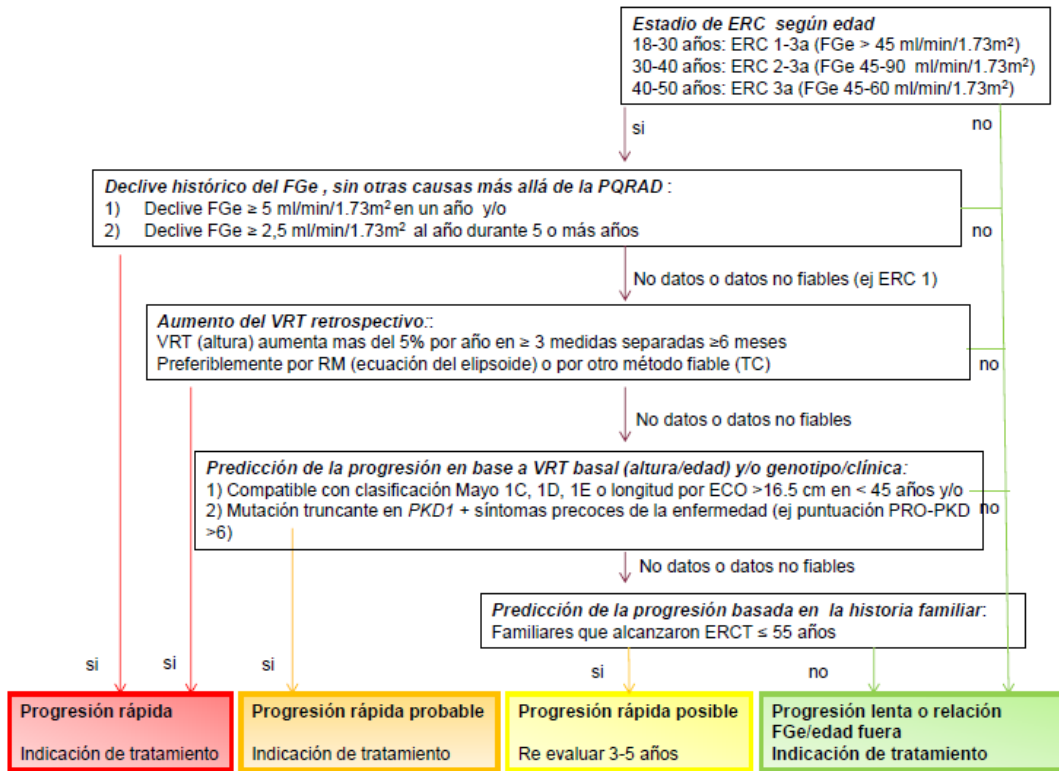 Estadio de ERC según edad
18-30 años: ERC 1-3a (FGe > 45 ml/min/1.73m²)
30-40 años: ERC 2-3a (FGe 45-90 ml/min/1.73m²)
40-50 años: ERC 3a (FGe 45-60 ml/min/1.73m²)
si
no
Declive histórico del FGe , sin otras causas más allá de la PQRAD :
1) Declive FGe ≥ 5 ml/min/1.73m² en un año y/o
2) Declive FGe ≥ 2,5 ml/min/1.73m² al año durante 5 o más años
no
No datos o datos no fiables (ej ERC 1)
Aumento del VRT retrospectivo::
VRT (altura) aumenta mas del 5% por año en ≥ 3 medidas separadas ≥6 meses
Preferiblemente por RM (ecuación del elipsoide) o por otro método fiable (TC)
no
No datos o datos no fiables
Predicción de la progresión en base a VRT basal (altura/edad) y/o genotipo/clínica:
1) Compatible con clasificación Mayo 1C, 1D, 1E o longitud por ECO >16.5 cm en < 45 años y/o
2) Mutación truncante en PKD1 + síntomas precoces de la enfermedad (ej puntuación PRO-PKD
>6)
no
No datos o datos no fiables
Predicción de la progresión basada en la historia familiar:
Familiares que alcanzaron ERCT ≤ 55 años
si
si
si
si
no
Progresión rápida
Indicación de tratamiento
Progresión rápida probable
Indicación de tratamiento
Progresión rápida posible
Re evaluar 3-5 años
Progresión lenta o relación
FGe/edad fuera
Indicación de tratamiento